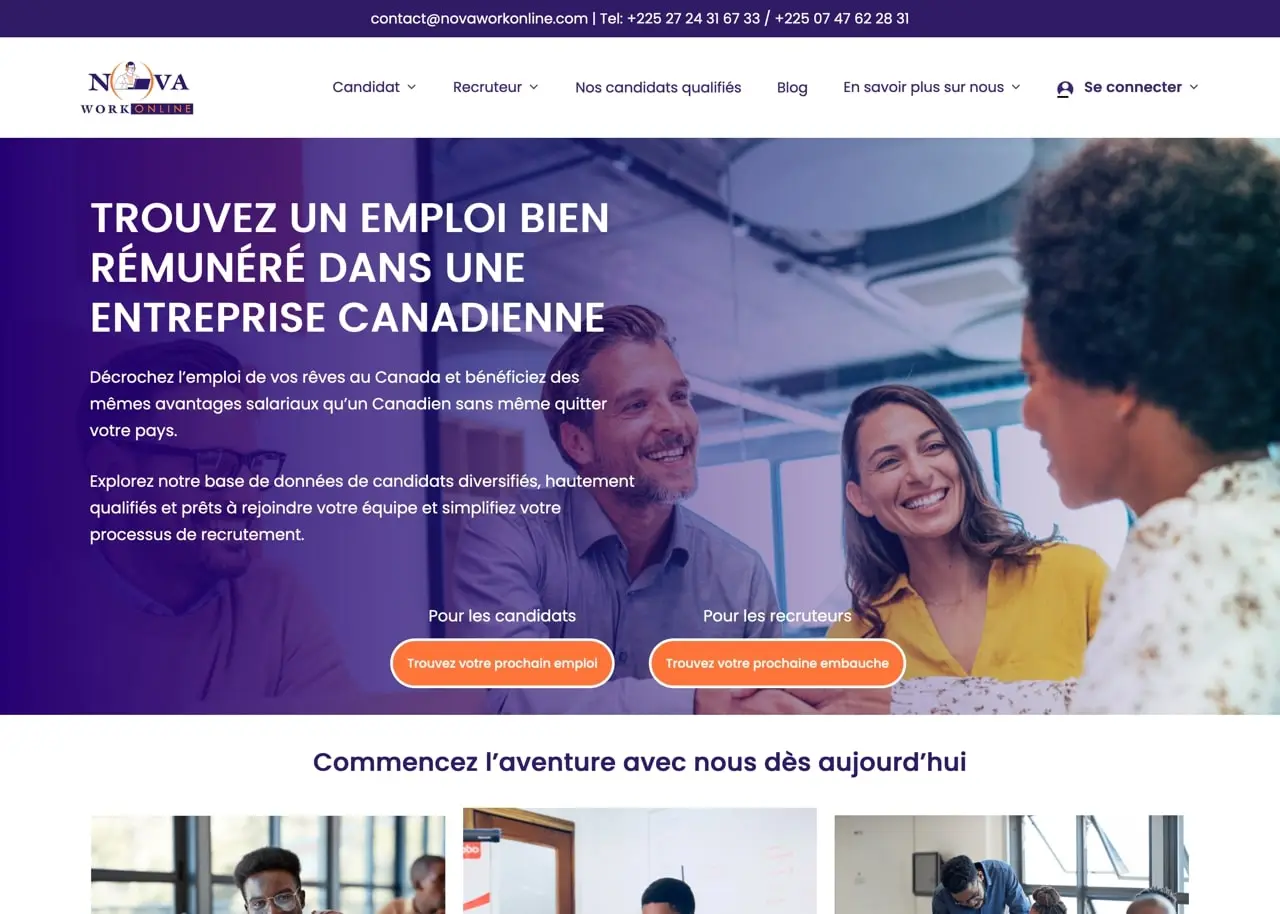 contact@novaworkonline.com | Tel: +225 27 24 31 67 33 / +225 07 47 62 28 31
NOVA
WORKONLINE
Candidat
Recruteur
Nos candidats qualifiés
Blog
En savoir plus sur nous
Se connecter
TROUVEZ UN EMPLOI BIEN
RÉMUNÉRÉ DANS UNE
ENTREPRISE CANADIENNE
Décrochez l’emploi de vos rêves au Canada et bénéficiez des
mêmes avantages salariaux qu’un Canadien sans même quitter
votre pays.
Explorez notre base de données de candidats diversifiés, hautement
qualifiés et prêts à rejoindre votre équipe et simplifiez votre
processus de recrutement.
Pour les candidats
Trouvez votre prochain emploi
Pour les recruteurs
Trouvez votre prochaine embauche
Commencez l’aventure avec nous dès aujourd’hui